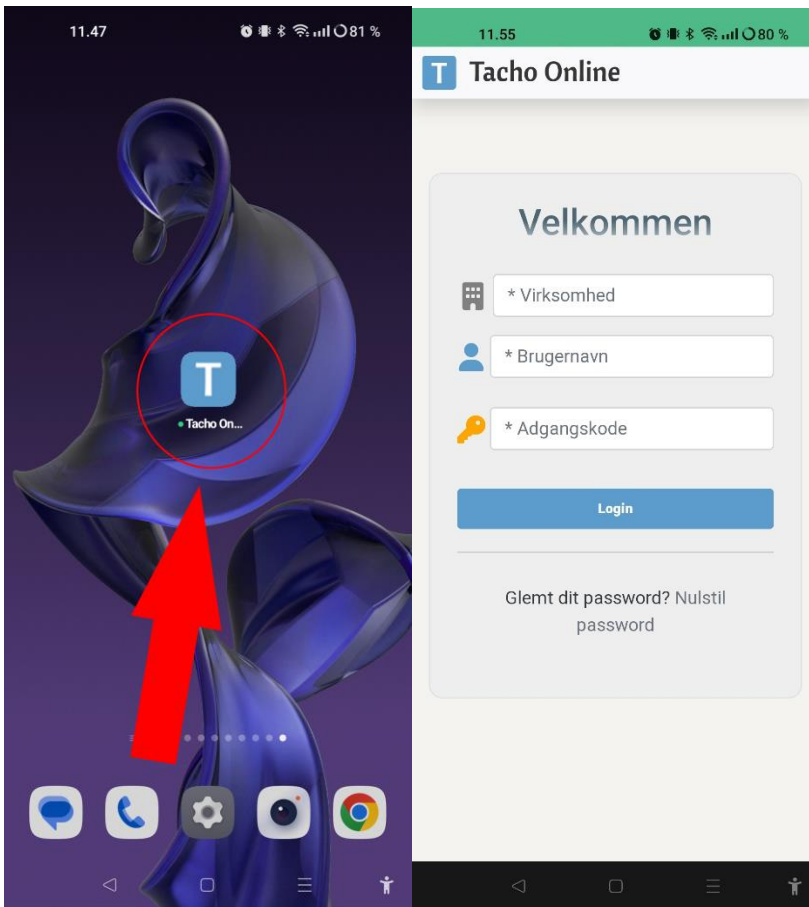 11.47
81 %
T
Tacho On...
11.55
80 %
T Tacho Online
Velkommen
* Virksomhed
* Brugernavn
* Adgangskode
Login
Glemt dit password? Nulstil
password